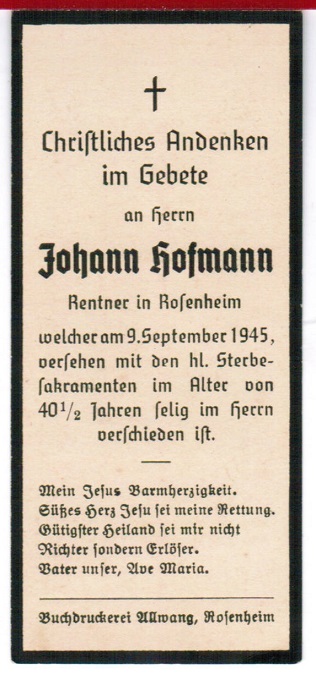 Christliches Andenken
im Gebete
an Herrn
Johann Hofmann
Rentner in Rosenheim
welcher am 9. September 1945,
versehen mit den hl. Sterbe-
sakramenten im Alter von
40 1/2 Jahren selig im Herrn
verschieden ist.
Mein Jesus Barmherzigkeit.
Süßes Herz Jesu sei meine Rettung.
Gütigster Heiland sei mir nicht
Richter sondern Erlöser.
Vater unser, Ave Maria.
Buchdruckerei Allwang, Rosenheim